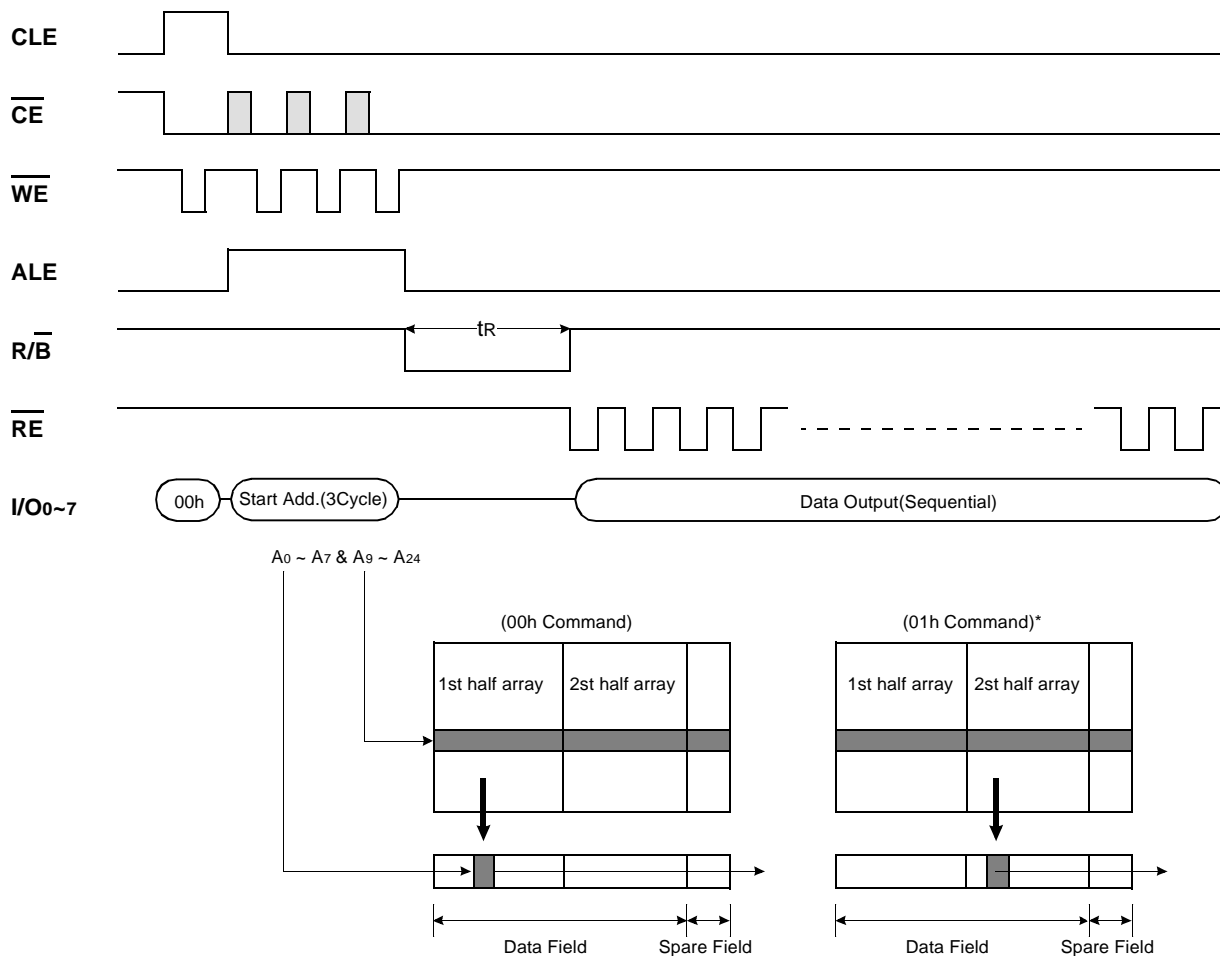 CLE
CE
WE
ALE
R/B
tR
RE
I/O0~7
00h
Start Add.(3Cycle)
Data Output(Sequential)
A0 ~ A7 & A9 ~ A24
(00h Command)
(01h Command)*
1st half array
2st half array
1st half array
2st half array
Data Field
Spare Field
Data Field
Spare Field